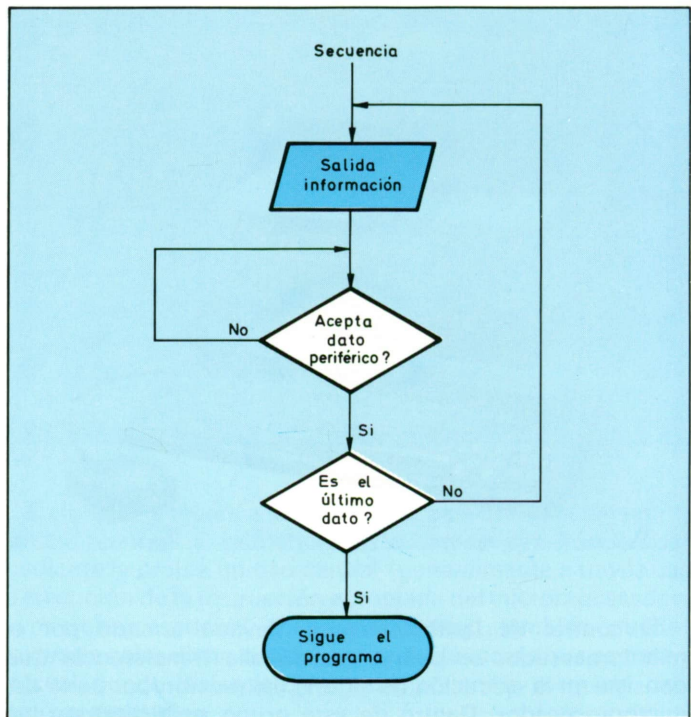 Secuencia
Salida
información
No
Acepta
dato
periférico?
Si
Es el
último
dato?
No
Si
Sigue el
programa